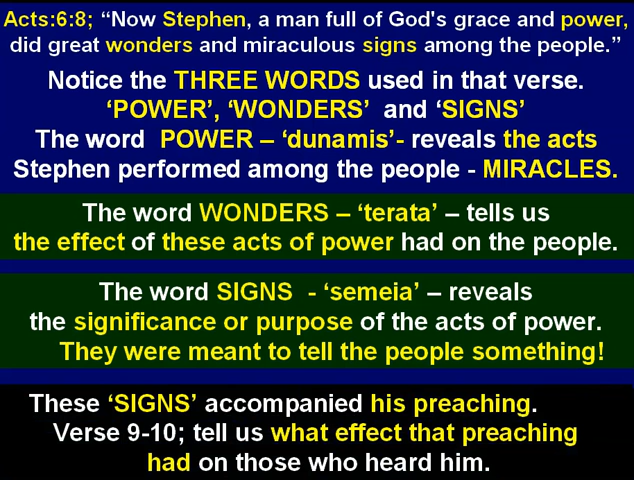 Acts:6:8; “Now Stephen, a man full of God's grace and power,
did great wonders and miraculous signs among the people.”
Notice the THREE WORDS used in that verse.
‘POWER’, ‘WONDERS’ and ‘SIGNS’
The word POWER – ‘dunamis’- reveals the acts
Stephen performed among the people - MIRACLES.
The word WONDERS – ‘terata’ – tells us
the effect of these acts of power had on the people.
The word SIGNS - ‘semeia’ – reveals
the significance or purpose of the acts of power.
They were meant to tell the people something!
These ‘SIGNS’ accompanied his preaching.
Verse 9-10; tell us what effect that preaching
had on those who heard him.